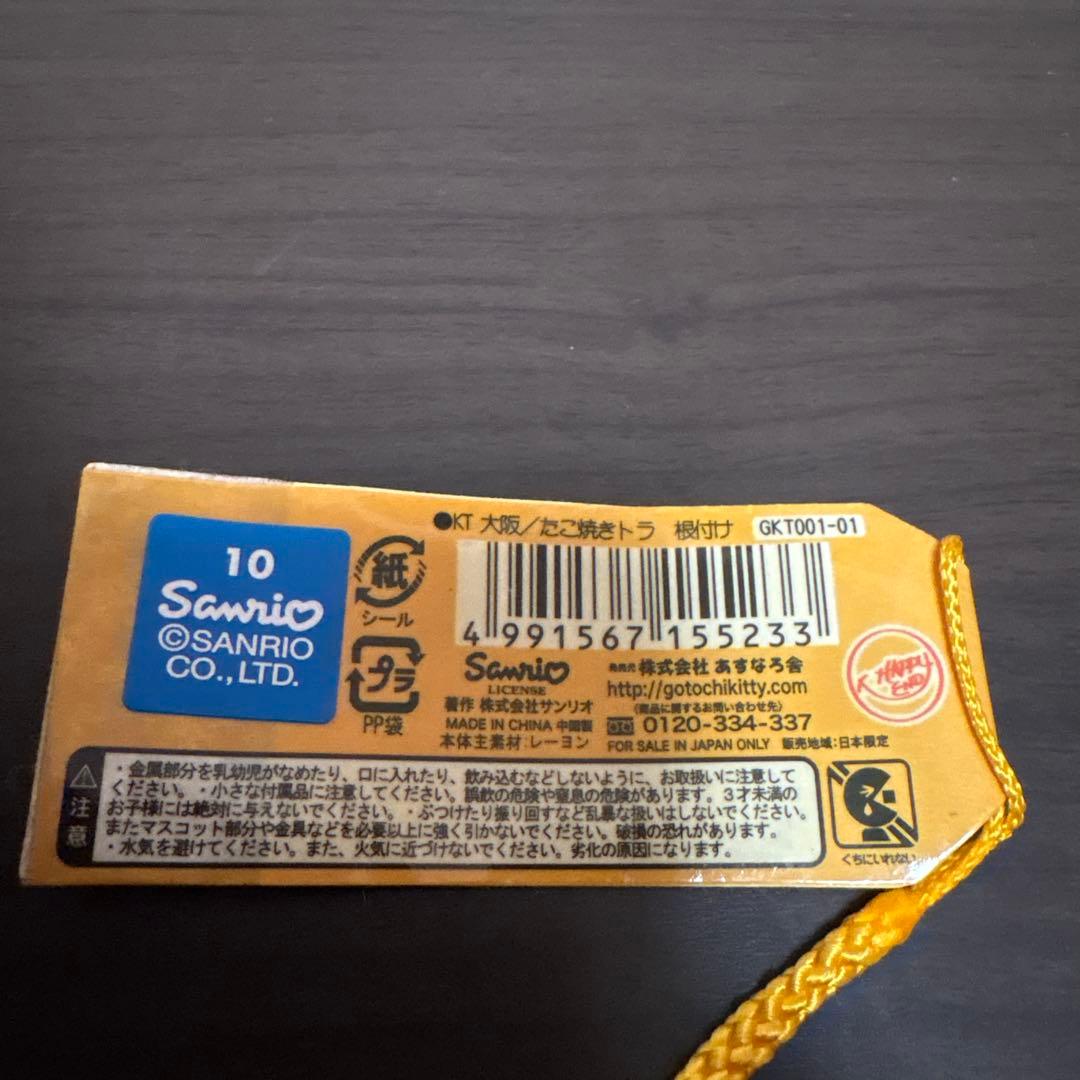 ●KT 大阪/たこ焼きトラ 根付け GKT001-01
10
Sanrio
©SANRIO
CO.,LTD.
紙
シール
プラ
PP袋
4 991567 155233
Sanrio
LICENSE
著作 株式会社サンリオ
MADE IN CHINA 中国製
本体主素材:レーヨン
発売元 株式会社 あすなろ舎
http://gotochikitty.com
(商品に関するお問い合わせ先)
0120-334-337
FOR SALE IN JAPAN ONLY 販売地域:日本限定
HAPPY
END
注意
・金属部分を乳幼児がなめたり、口に入れたり、飲み込むなどしないように、お取扱いに注意して
ください。・小さな付属品に注意してください。誤飲の危険や窒息の危険があります。3才未満の
お子様には絶対に与えないでください。・ぶつけたり振り回すなど乱暴な扱いはしないでください。
またマスコット部分や金具などを必要以上に強く引かないでください。破損の恐れがあります。
・水気を避けてください。また、火気に近づけないでください。劣化の原因になります。
くちにいれない